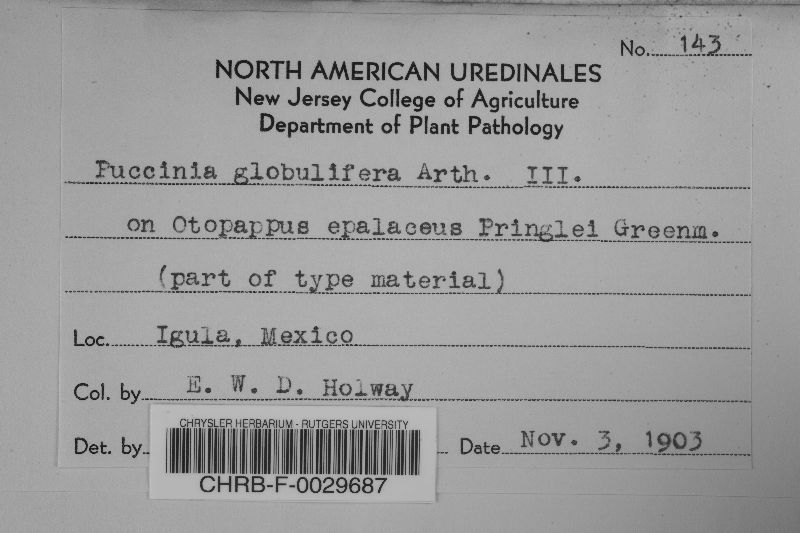 No. 143
NORTH AMERICAN UREDINALES
New Jersey College of Agriculture
Department of Plant Pathology
Puccinia globulifera Arth. III.
on Otopappus epalaceus Pringlei Greenm.
(part of type material)
Loc. Igula, Mexico
Col. by E. W. D. Holway
Det. by
Date Nov. 3, 1903
CHRYSLER HERBARIUM - RUTGERS UNIVERSITY
CHRB-F-0029687